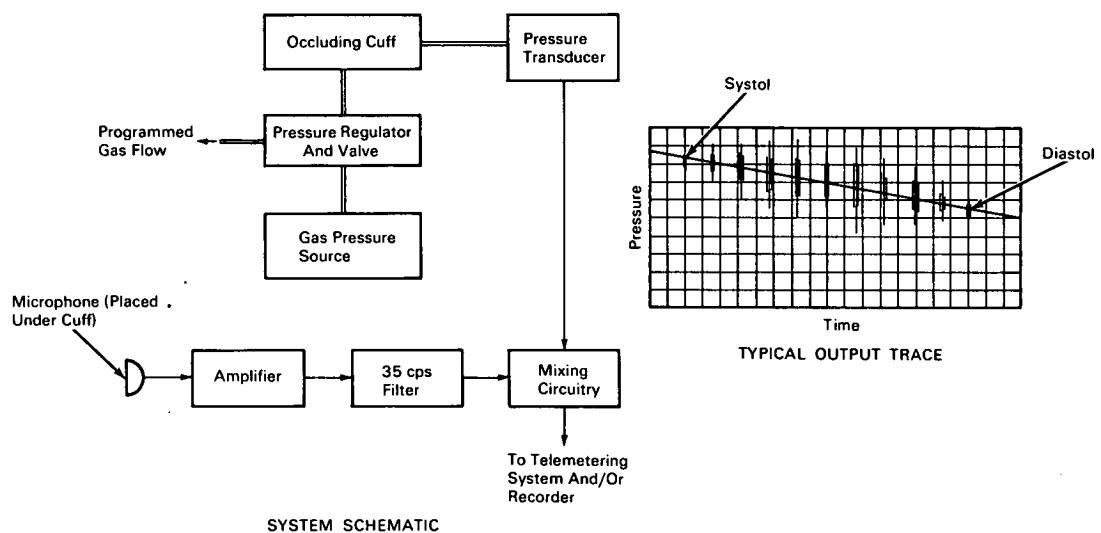 Occluding Cuff
Pressure
Transducer
Programmed
Gas Flow
Pressure Regulator
And Valve
Gas Pressure
Source
Microphone (Placed
Under Cuff)
Amplifier
35 cps
Filter
Mixing
Circuitry
To Telemetering
System And/Or
Recorder
SYSTEM SCHEMATIC
Systol
Diastol
Pressure
Time
TYPICAL OUTPUT TRACE